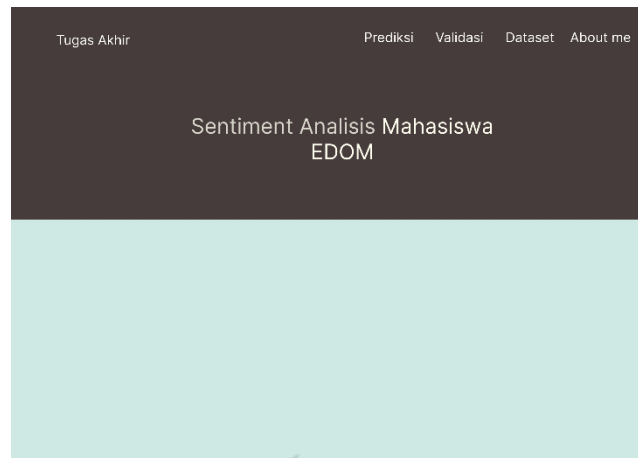 Tugas Akhir
Prediksi Validasi Dataset About me
Sentiment Analisis Mahasiswa
EDOM